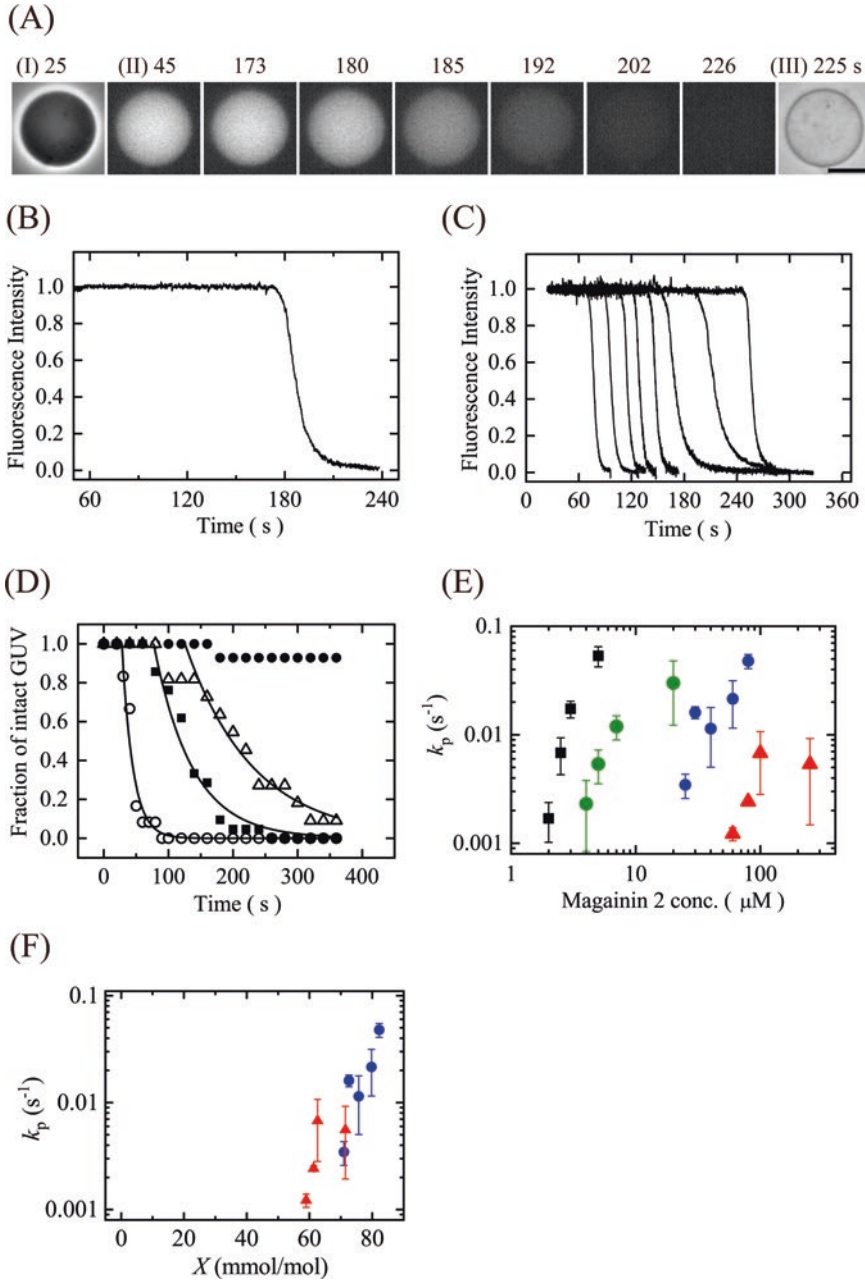 (A)
(I) 25 (II) 45 173 180 185 192 202 226 (III) 225 s
(B)
Fluorescence Intensity
1.0
0.8
0.6
0.4
0.2
0.0
60 120 180 240
Time ( s )
(C)
Fluorescence Intensity
1.0
0.8
0.6
0.4
0.2
0.0
0 60 120 180 240 300 360
Time ( s )
(D)
Fraction of intact GUV
1.0
0.8
0.6
0.4
0.2
0.0
0 100 200 300 400
Time ( s )
(E)
kp (s-1)
0.1
0.01
0.001
1 10 100
Magainin 2 conc. ( μM )
(F)
kp (s-1)
0.1
0.01
0.001
0 20 40 60 80
X (mmol/mol)